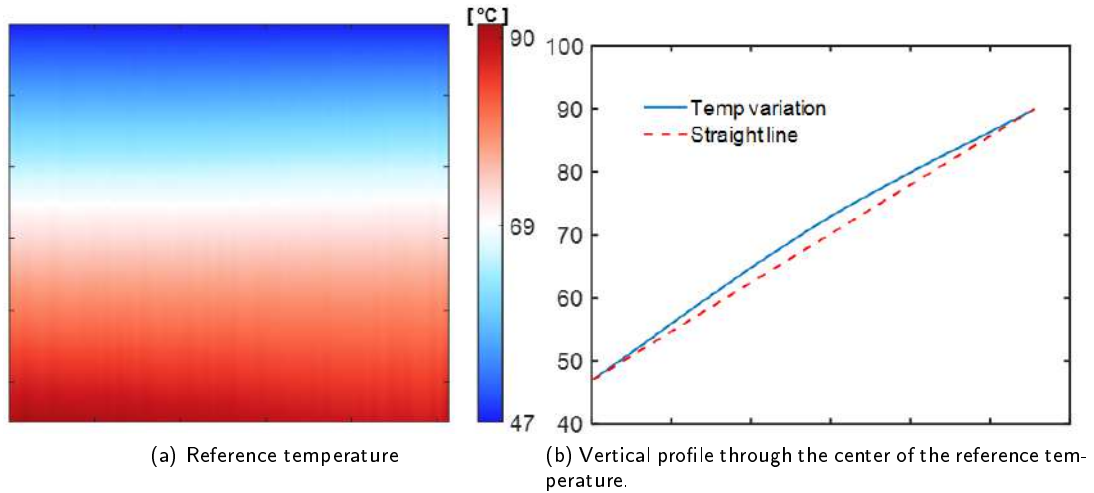 [°C]
90
69
47
100
90
80
70
60
50
40
Temp variation
Straight line
(a) Reference temperature
(b) Vertical profile through the center of the reference tem-
perature.